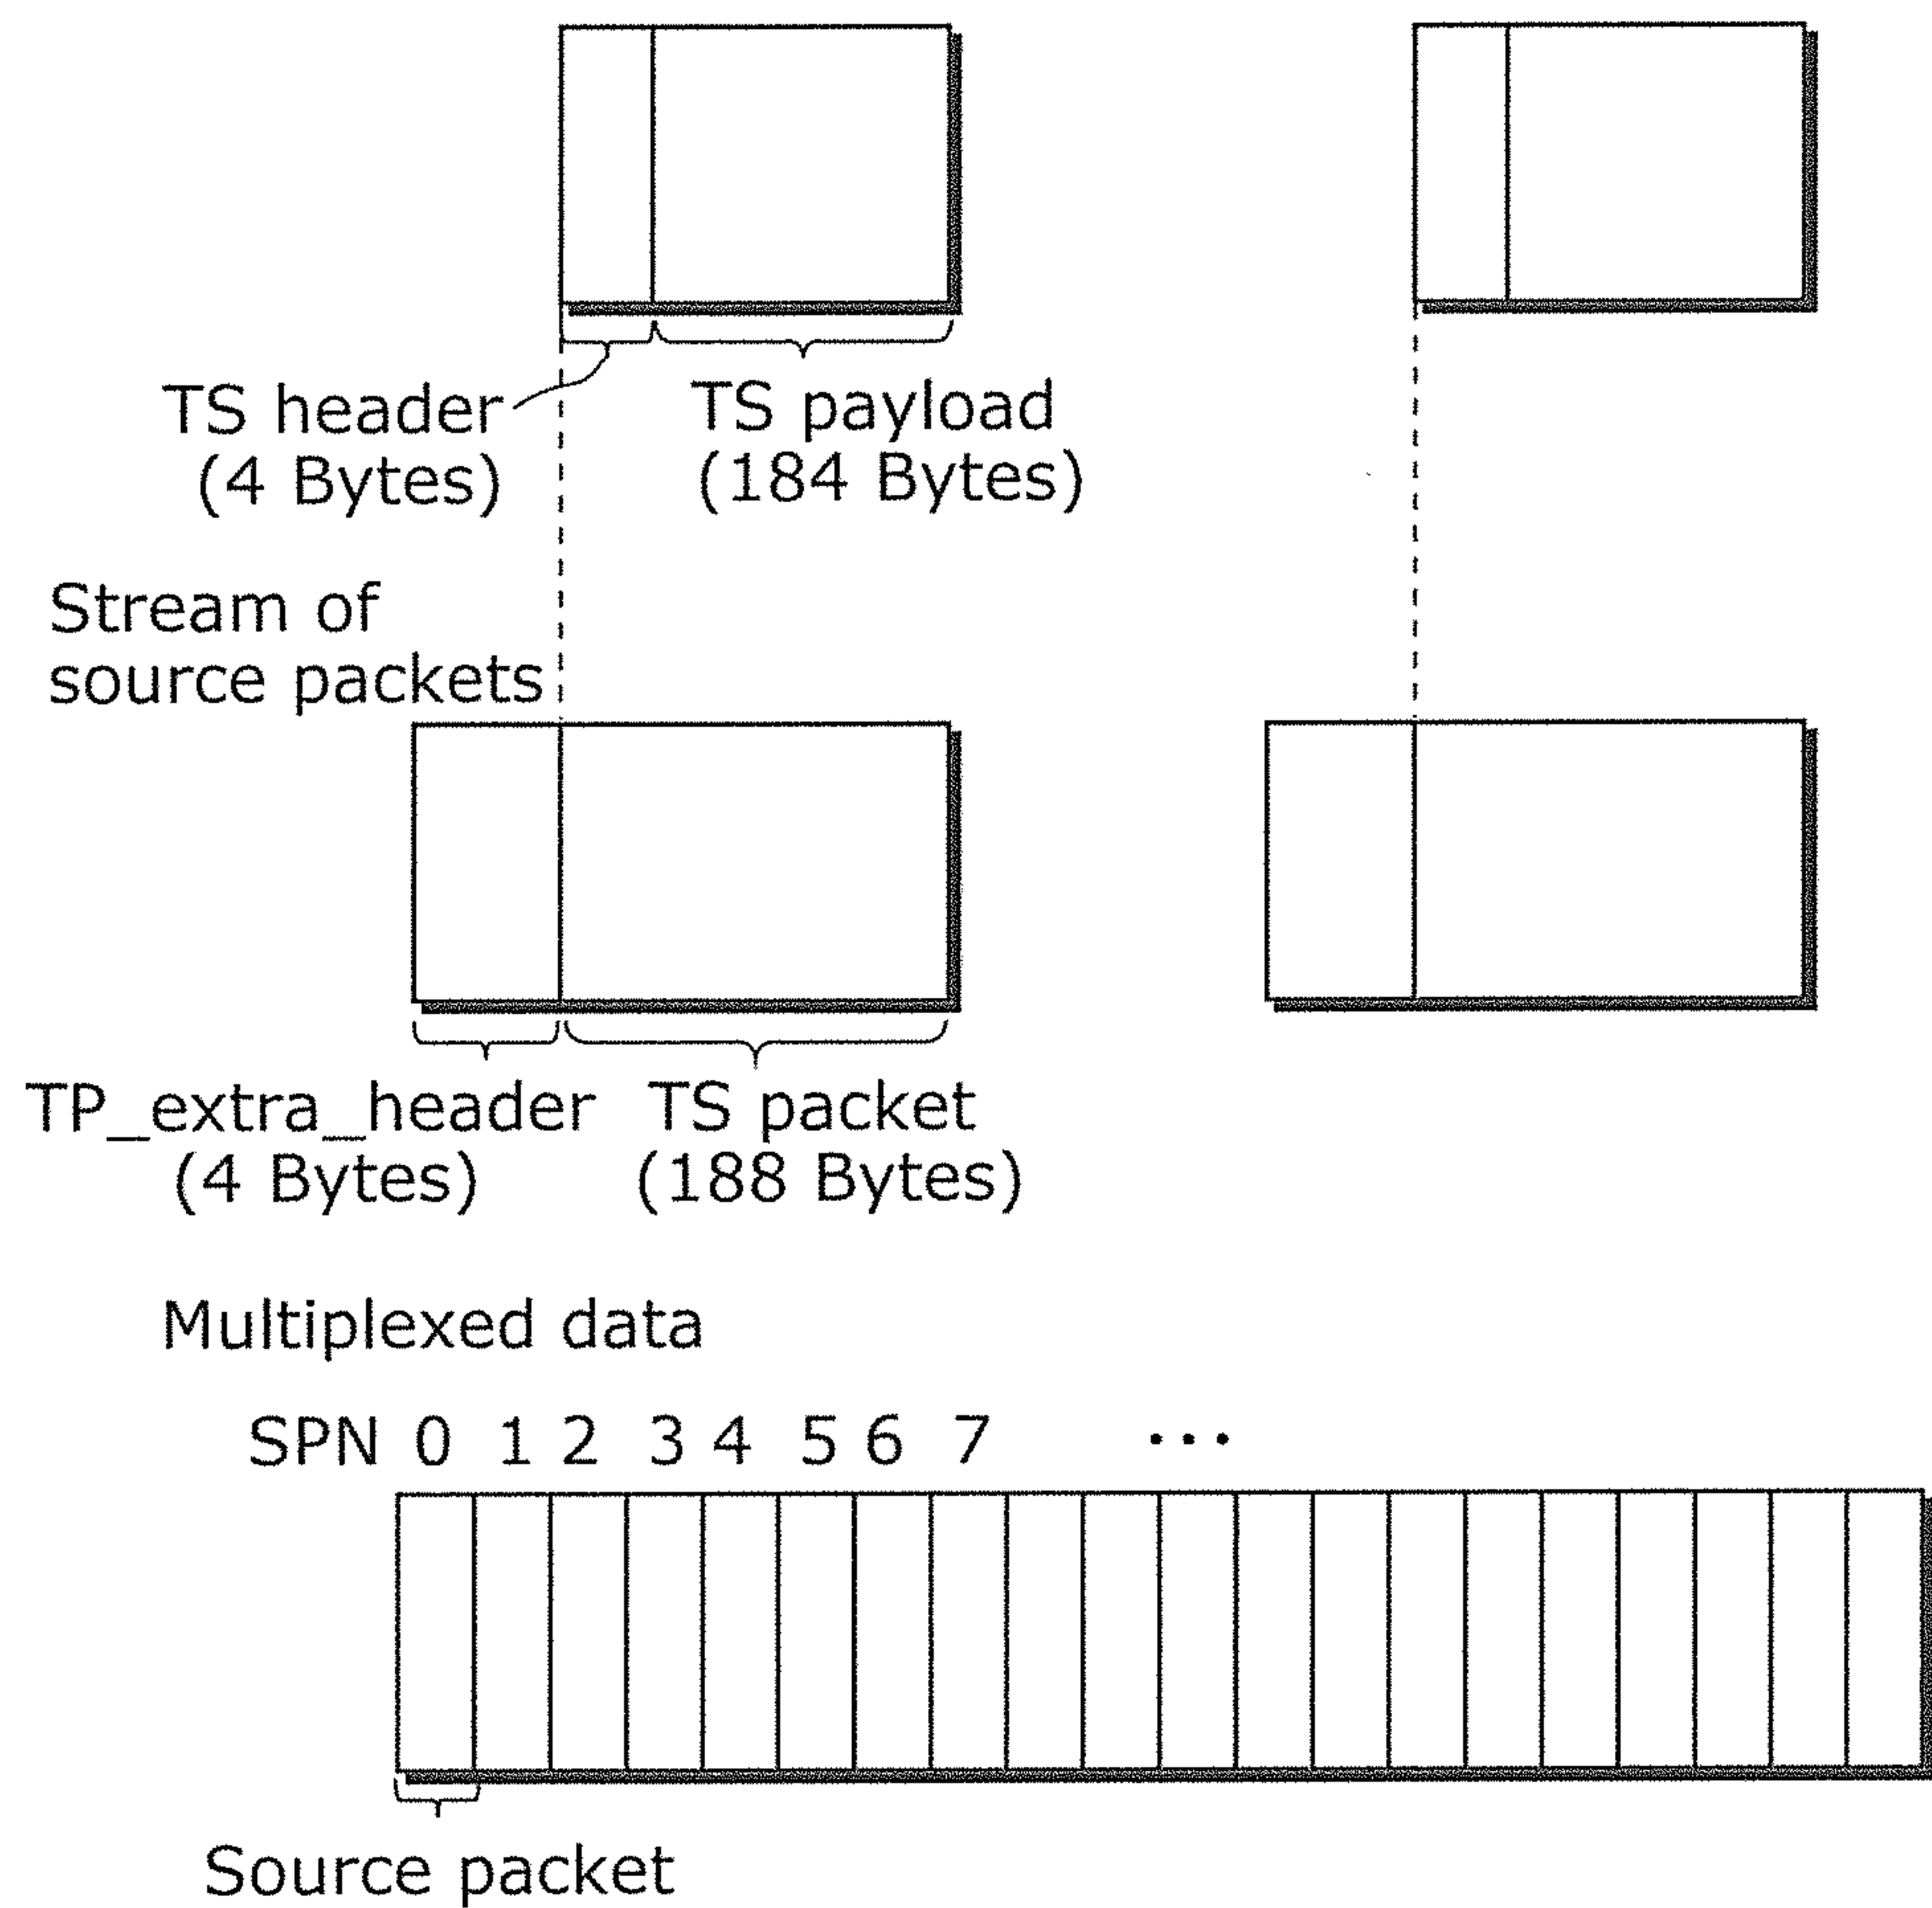 TS header TS payload
(4 Bytes) (184 Bytes)
Stream of
source packets
TP_extra_header TS packet
(4 Bytes) (188 Bytes)
Multiplexed data
SPN 0 1 2 3 4 5 6 7 ...
Source packet